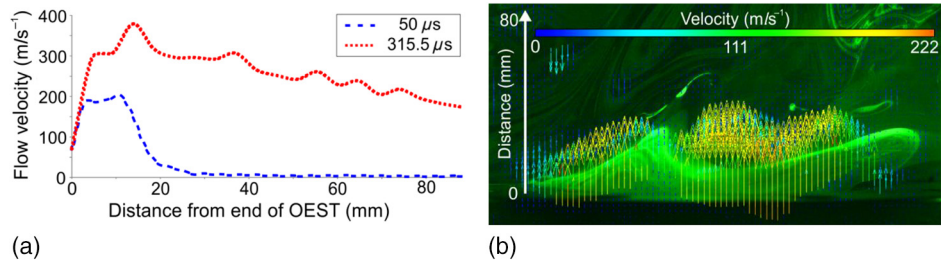 400
300
200
100
0
Flow velocity (m/s⁻¹)
50 µs
315.5 µs
0 20 40 60 80
Distance from end of OEST (mm)
(a)
80
Distance (mm)
0
Velocity (m/s⁻¹)
0 111 222
(b)